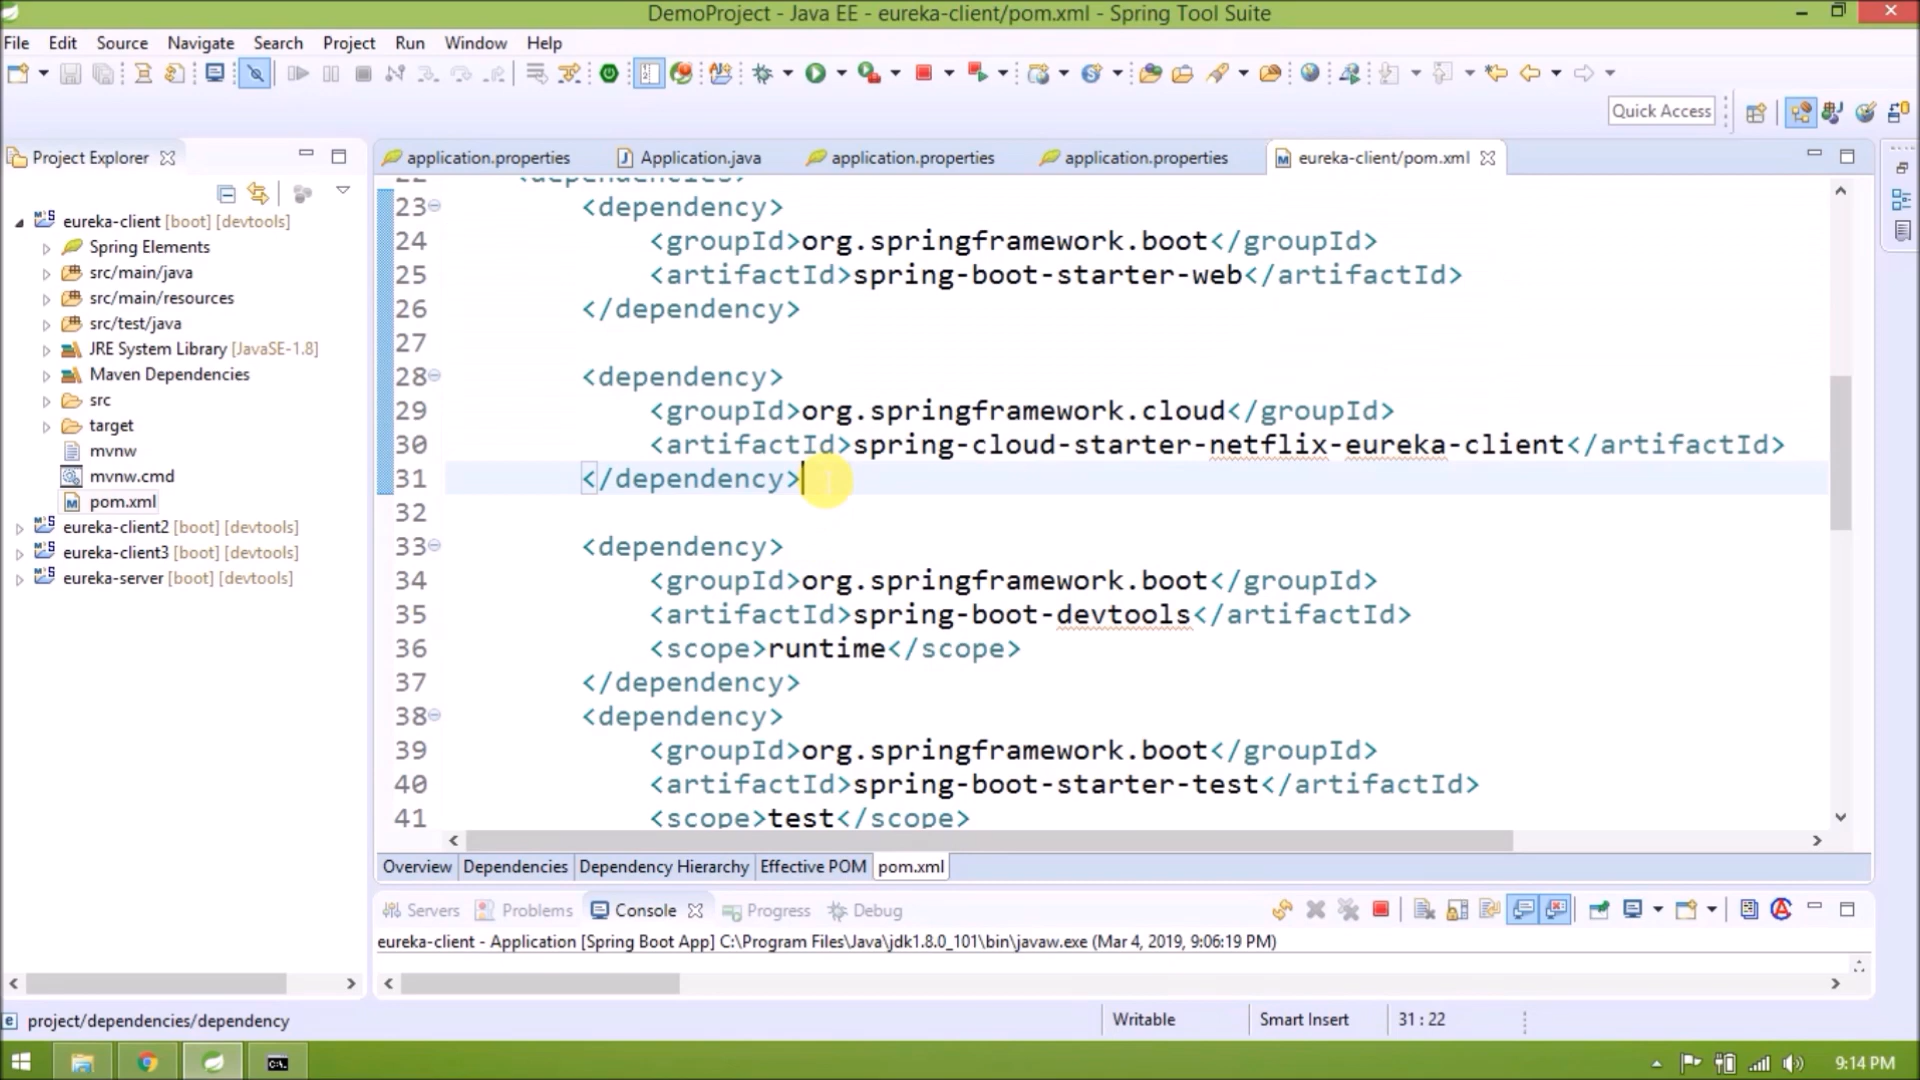 DemoProject - Java EE - eureka-client/pom.xml - Spring Tool Suite
File Edit Source Navigate Search Project Run Window Help
Quick Access
Project Explorer
application.properties
Application.java
application.properties
application.properties
eureka-client/pom.xml
eureka-client [boot] [devtools]
Spring Elements
src/main/java
src/main/resources
src/test/java
JRE System Library [JavaSE-1.8]
Maven Dependencies
src
target
mvnw
mvnw.cmd
pom.xml
eureka-client2 [boot] [devtools]
eureka-client3 [boot] [devtools]
eureka-server [boot] [devtools]
22 <dependencies>
23 <dependency>
24 <groupId>org.springframework.boot</groupId>
25 <artifactId>spring-boot-starter-web</artifactId>
26 </dependency>
27
28 <dependency>
29 <groupId>org.springframework.cloud</groupId>
30 <artifactId>spring-cloud-starter-netflix-eureka-client</artifactId>
31 </dependency>
32
33 <dependency>
34 <groupId>org.springframework.boot</groupId>
35 <artifactId>spring-boot-devtools</artifactId>
36 <scope>runtime</scope>
37 </dependency>
38 <dependency>
39 <groupId>org.springframework.boot</groupId>
40 <artifactId>spring-boot-starter-test</artifactId>
41 <scope>test</scope>
Overview Dependencies Dependency Hierarchy Effective POM pom.xml
Servers Problems Console Progress Debug
eureka-client - Application [Spring Boot App] C:\Program Files\Java\jdk1.8.0_101\bin\javaw.exe (Mar 4, 2019, 9:06:19 PM)
project/dependencies/dependency
Writable
Smart Insert
31 : 22
9:14 PM